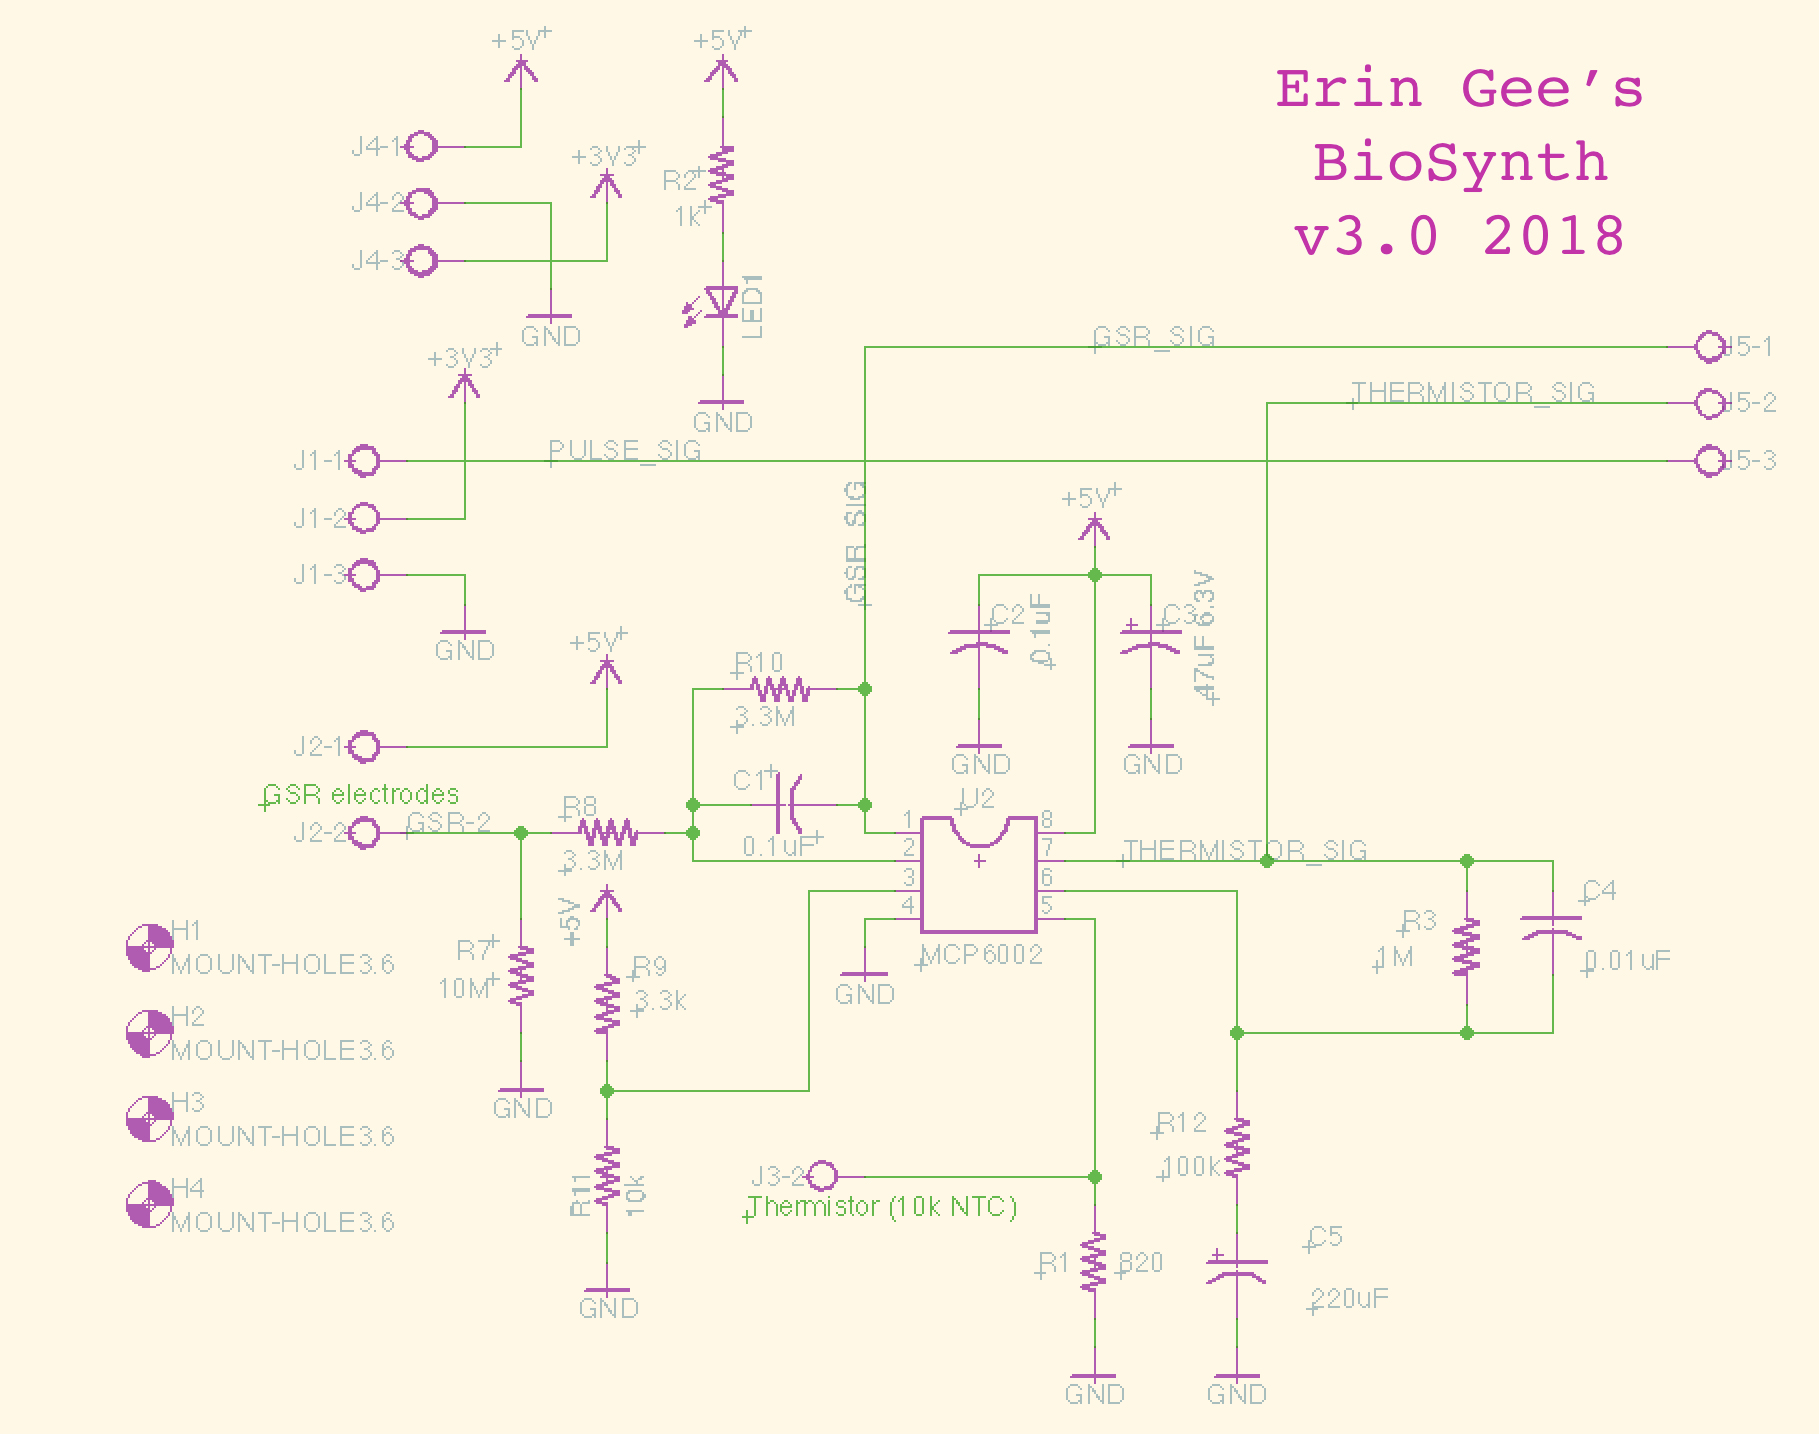 +5V
+5V
Erin Gee’s
BioSynth
v3.0 2018
J4-1
+3V3
R2
J4-2
1k
J4-3
LED1
GND
GSR_SIG
J5-1
+3V3
THERMISTOR_SIG
J5-2
GND
J1-1
PULSE_SIG
J5-3
GSR_SIG
+5V
J1-2
J1-3
C2
0.1uF
C3
47uF 6.3V
GND
+5V
R10
3.3M
J2-1
GND
GND
C1
GSR electrodes
J2-2
GSR-2
R8
3.3M
0.1uF
U2
1
2
3
4
8
7
6
5
MCP6002
THERMISTOR_SIG
C4
0.01uF
R3
1M
+5V
H1
MOUNT-HOLE3.6
R7
10M
R9
3.3k
GND
H2
MOUNT-HOLE3.6
H3
MOUNT-HOLE3.6
GND
R12
100k
H4
MOUNT-HOLE3.6
R11
10k
J3-2
Thermistor (10k NTC)
R1
820
C5
220uF
GND
GND
GND